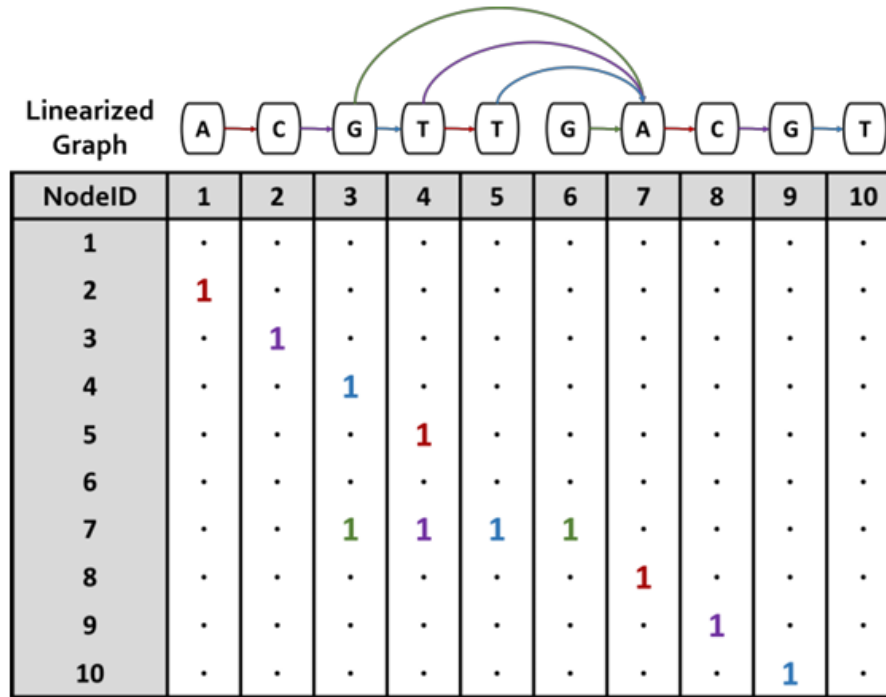 Linearized
Graph
A C G T T G A C G T
NodeID 1 2 3 4 5 6 7 8 9 10
1 · · · · · · · · · ·
2 1 · · · · · · · · ·
3 · 1 · · · · · · · ·
4 · · 1 · · · · · · ·
5 · · · 1 · · · · · ·
6 · · · · · · · · · ·
7 · · 1 1 1 1 · · · ·
8 · · · · · · 1 · · ·
9 · · · · · · · 1 · ·
10 · · · · · · · · 1 ·